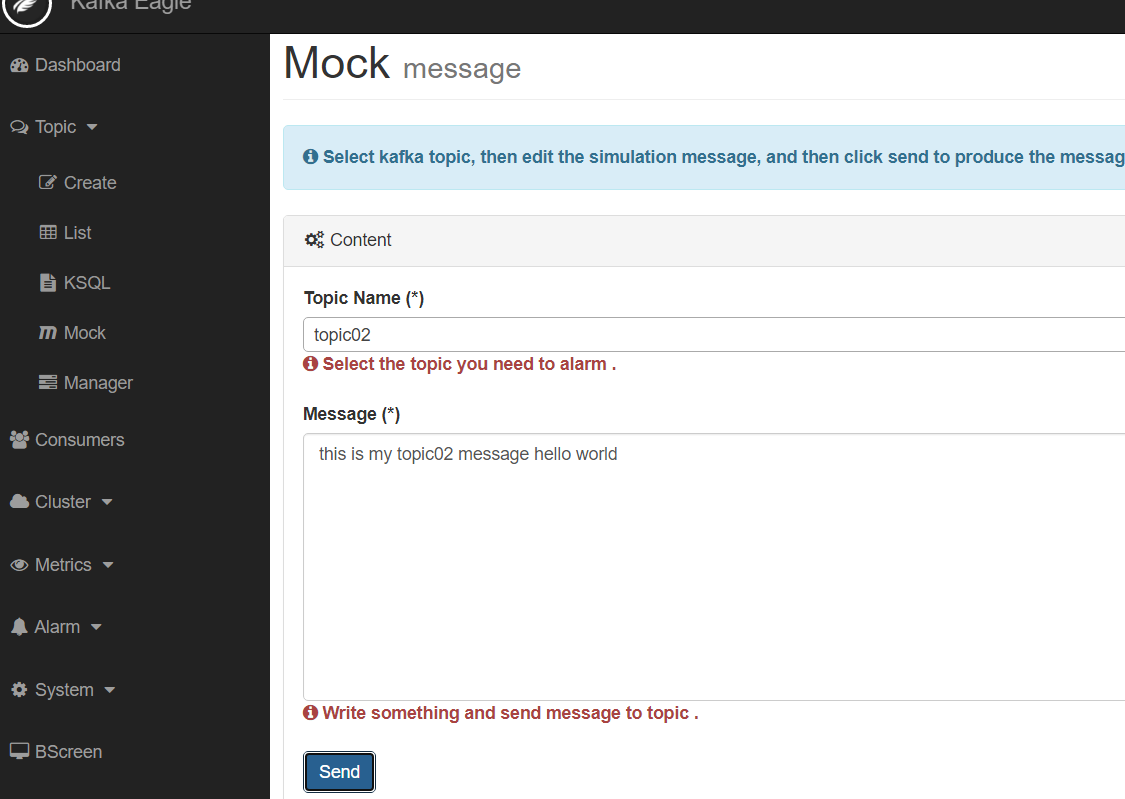 Kafka Eagle
Dashboard
Topic
Create
List
KSQL
Mock
Manager
Consumers
Cluster
Metrics
Alarm
System
BScreen
Mock message
Select kafka topic, then edit the simulation message, and then click send to produce the messag
Content
Topic Name (*)
topic02
Select the topic you need to alarm .
Message (*)
this is my topic02 message hello world
Write something and send message to topic .
Send